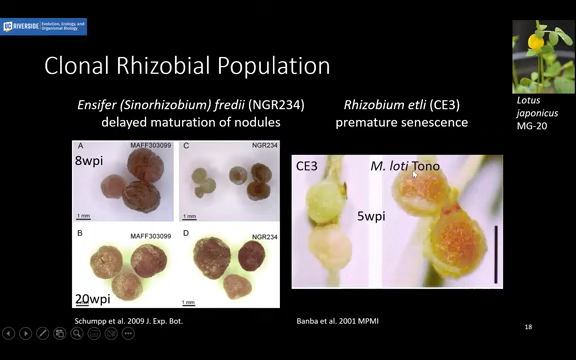 UC RIVERSIDE Evolution, Ecology, and Organismal Biology
Clonal Rhizobial Population
Ensifer (Sinorhizobium) fredii (NGR234)
delayed maturation of nodules
Rhizobium etli (CE3)
premature senescence
Lotus
japonicus
MG-20
A
MAFF303099
8wpi
1 mm
C
NGR234
1 mm
B
MAFF303099
20wpi
D
NGR234
1 mm
CE3
M. loti Tono
5wpi
Schumpp et al. 2009 J. Exp. Bot.
Banba et al. 2001 MPMI
18